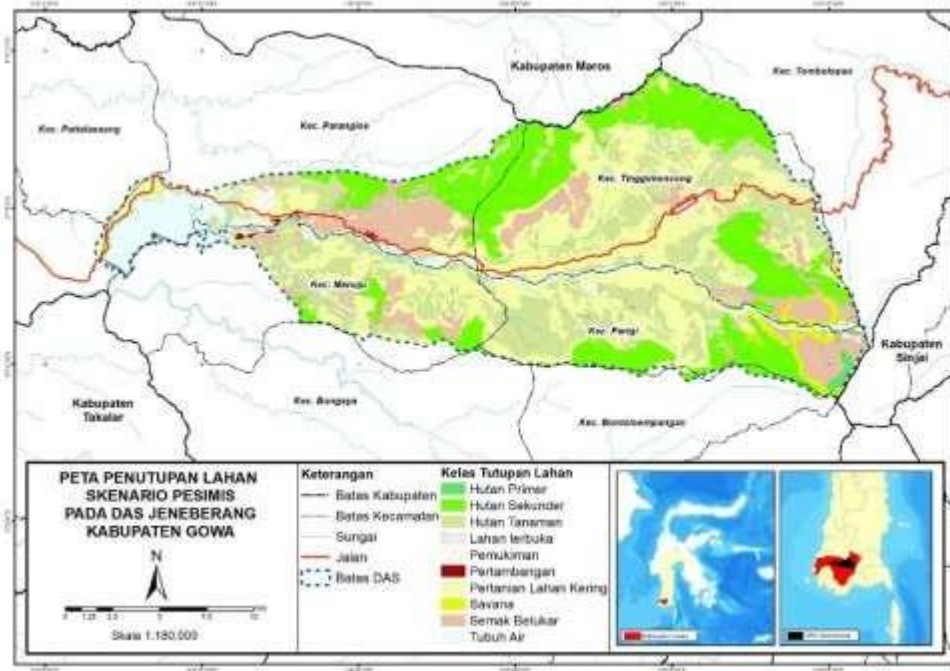 Kabupaten Maros
Kec. Tombolopao
Kec. Patalassang
Kec. Parangloe
Kec. Tinggimoncong
Kec. Manuju
Kec. Parigi
Kabupaten
Sinjai
Kabupaten
Takalar
Kec. Bungaya
Kec. Bontolempangan
PETA PENUTUPAN LAHAN
SKENARIO PESIMIS
PADA DAS JENEBERANG
KABUPATEN GOWA
N
Skala 1:180.000
Keterangan
Batas Kabupaten
Batas Kecamatan
Sungai
Jalan
Batas DAS
Kelas Tutupan Lahan
Hutan Primer
Hutan Sekunder
Hutan Tanaman
Lahan terbuka
Pemukiman
Pertambangan
Pertanian Lahan Kering
Savana
Semak Belukar
Tubuh Air